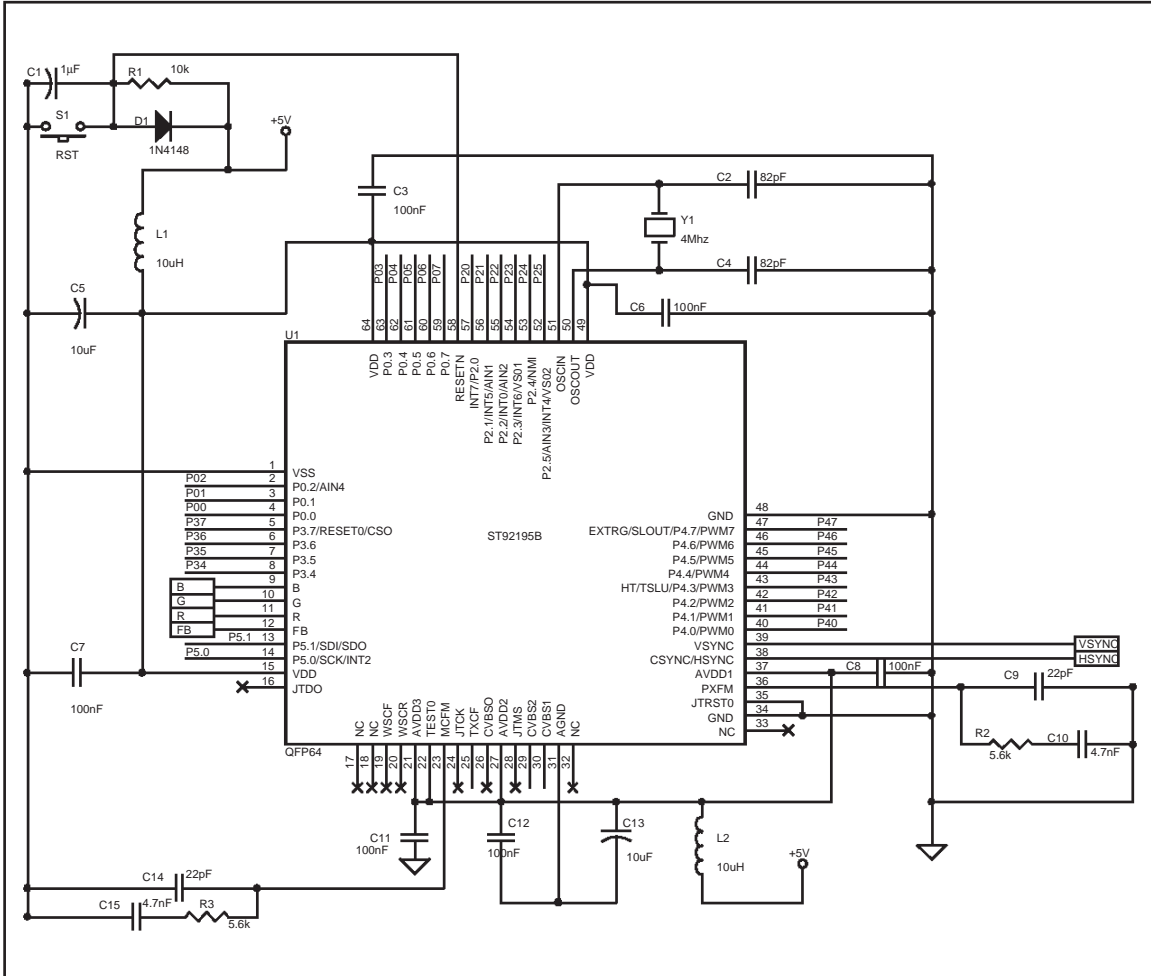 C1 1µF
R1 10k
S1
RST
D1
1N4148
+5V
L1
10uH
C5
10uF
C3
100nF
C2 82pF
Y1
4Mhz
C4 82pF
C6 100nF
P03 P04 P05 P06 P07 P20 P21 P22 P23 P24 P25
64 63 62 61 60 59 58 57 56 55 54 53 52 51 50 49
U1
VDD P0.3 P0.4 P0.5 P0.6 P0.7 RESETN INT7/P2.0 P2.1/INT5/AIN1 P2.2/INT0/AIN2 P2.3/INT6/VS01 P2.4/NMI P2.5/AIN3/INT4/VS02 OSCIN OSCOUT VDD
1 VSS
P02 2 P0.2/AIN4
P01 3 P0.1
P00 4 P0.0
P37 5 P3.7/RESET0/CSO
P36 6 P3.6
P35 7 P3.5
P34 8 P3.4
B 9 B
G 10 G
R 11 R
FB 12 FB
P5.1 13 P5.1/SDI/SDO
P5.0 14 P5.0/SCK/INT2
15 VDD
16 JTDO
C7
100nF
ST92195B
GND 48
EXTRG/SLOUT/P4.7/PWM7 47 P47
P4.6/PWM6 46 P46
P4.5/PWM5 45 P45
P4.4/PWM4 44 P44
HT/TSLU/P4.3/PWM3 43 P43
P4.2/PWM2 42 P42
P4.1/PWM1 41 P41
P4.0/PWM0 40 P40
VSYNC 39 VSYNC
CSYNC/HSYNC 38 HSYNC
AVDD1 37
PXFM 36
JTRST0 35
GND 34
NC 33
C8 100nF
C9 22pF
R2
5.6k
C10
4.7nF
NC NC WSCF WSCR AVDD3 TEST0 MCFM JTCK TXCF CVBSO AVDD2 JTMS CVBS2 CVBS1 AGND NC
QFP64
17 18 19 20 21 22 23 24 25 26 27 28 29 30 31 32
C11
100nF
C12
100nF
C13
10uF
L2
10uH
+5V
C14 22pF
C15 4.7nF
R3
5.6k